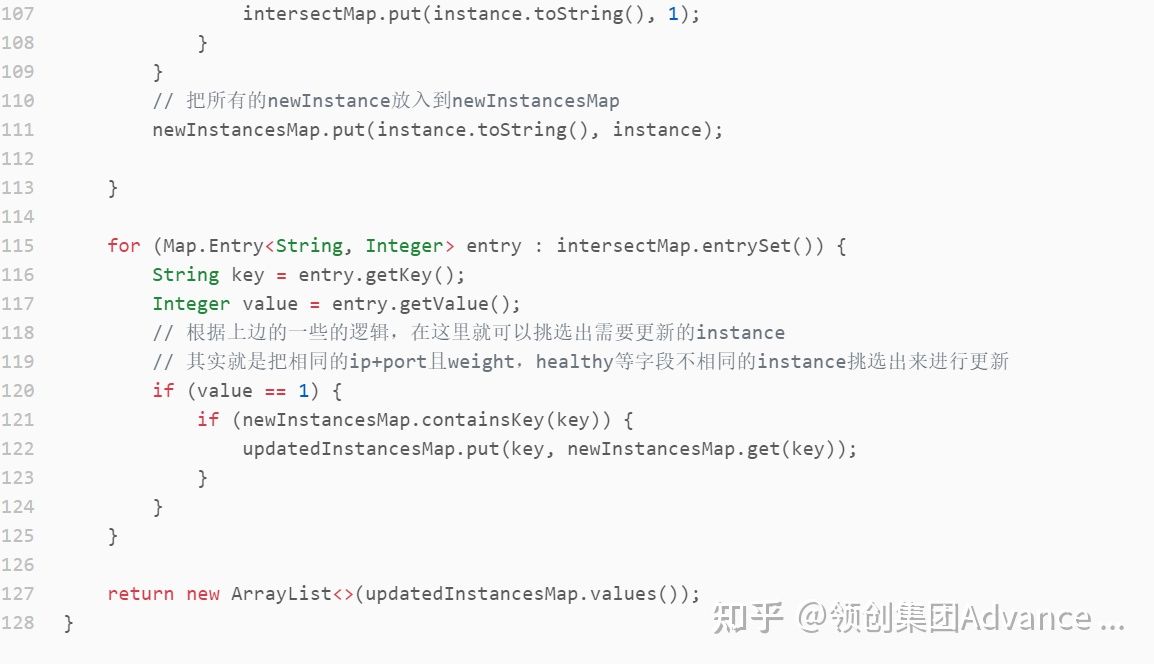 107                intersectMap.put(instance.toString(), 1);
108            }
109        }
110        // 把所有的newInstance放入到newInstancesMap
111        newInstancesMap.put(instance.toString(), instance);
112
113    }
114
115    for (Map.Entry<String, Integer> entry : intersectMap.entrySet()) {
116        String key = entry.getKey();
117        Integer value = entry.getValue();
118        // 根据上边的一些的逻辑，在这里就可以挑选出需要更新的instance
119        // 其实就是把相同的ip+port且weight，healthy等字段不相同的instance挑选出来进行更新
120        if (value == 1) {
121            if (newInstancesMap.containsKey(key)) {
122                updatedInstancesMap.put(key, newInstancesMap.get(key));
123            }
124        }
125    }
126
127    return new ArrayList<>(updatedInstancesMap.values());
128 }
知乎 @领创集团Advance ...